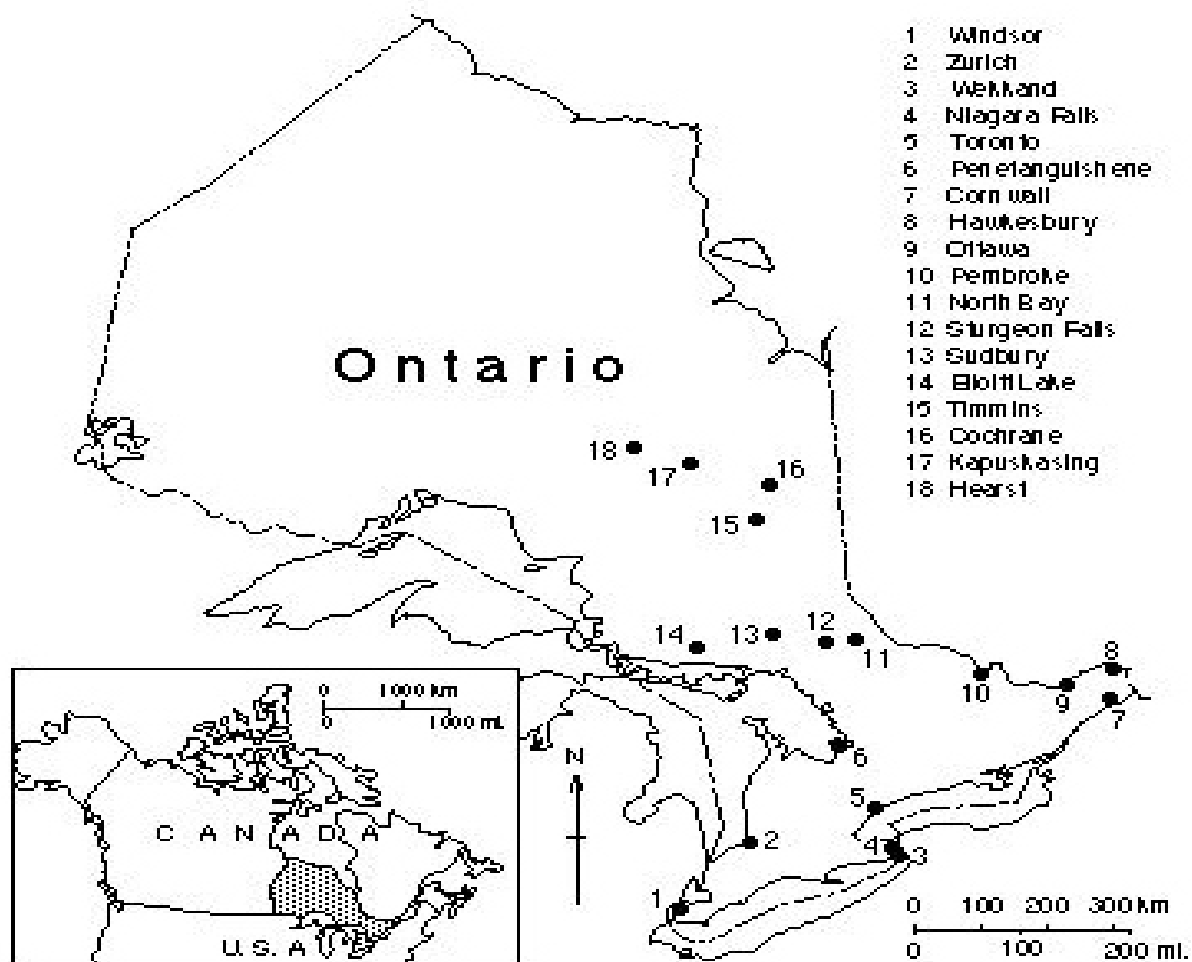 1 Windsor
2 Zurich
3 Wekkand
4 Niagara Falls
5 Toronto
6 Penetanguishene
7 Cornwall
8 Hawkesbury
9 Ottawa
10 Pembroke
11 North Bay
12 Sturgeon Falls
13 Sudbury
14 Elliott Lake
15 Timmins
16 Cochrane
17 Kapuskasing
18 Hearst
Ontario
18
17
16
15
14
13
12
11
10
9
8
7
6
5
4
3
2
1
N
0 100 200 300 km
0 100 200 mi.
0 1000 km
0 1000 mi.
CANADA
U.S.A